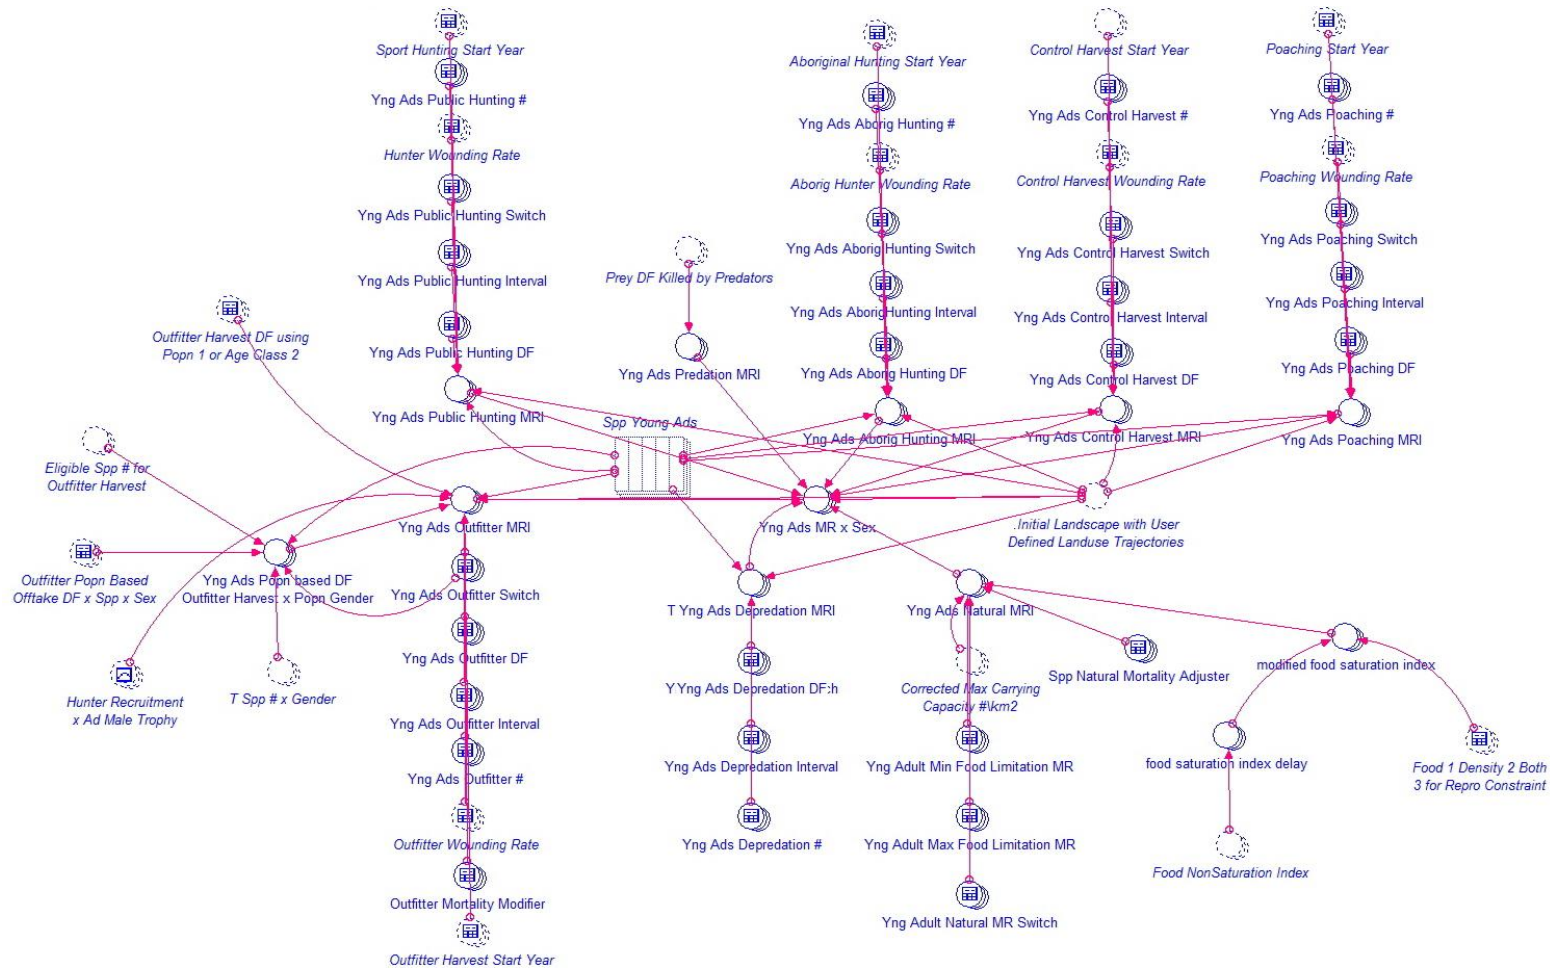 Sport Hunting Start Year
Aboriginal Hunting Start Year
Control Harvest Start Year
Poaching Start Year
Yng Ads Public Hunting #
Yng Ads Aborig Hunting #
Yng Ads Control Harvest #
Yng Ads Poaching #
Hunter Wounding Rate
Aborig Hunter Wounding Rate
Control Harvest Wounding Rate
Poaching Wounding Rate
Yng Ads Public Hunting Switch
Yng Ads Aborig Hunting Switch
Yng Ads Control Harvest Switch
Yng Ads Poaching Switch
Yng Ads Public Hunting Interval
Prey DF Killed by Predators
Yng Ads Aborig Hunting Interval
Yng Ads Control Harvest Interval
Yng Ads Poaching Interval
Outfitter Harvest DF using
Popn 1 or Age Class 2
Yng Ads Public Hunting DF
Yng Ads Predation MRI
Yng Ads Aborig Hunting DF
Yng Ads Control Harvest DF
Yng Ads Poaching DF
Yng Ads Public Hunting MRI
Spp Young Ads
Yng Ads Aborig Hunting MRI
Yng Ads Control Harvest MRI
Yng Ads Poaching MRI
Eligible Spp # for
Outfitter Harvest
Yng Ads Outfitter MRI
Yng Ads MR x Sex
.Initial Landscape with User
Defined Landuse Trajectories
Outfitter Popn Based
Offtake DF x Spp x Sex
Yng Ads Popn based DF
Outfitter Harvest x Popn Gender
Yng Ads Outfitter Switch
T Yng Ads Depredation MRI
Yng Ads Natural MRI
Yng Ads Outfitter DF
Hunter Recruitment
x Ad Male Trophy
T Spp # x Gender
Y Yng Ads Depredation DF:h
Corrected Max Carrying
Capacity #\km2
Spp Natural Mortality Adjuster
modified food saturation index
Yng Ads Outfitter Interval
Yng Ads Depredation Interval
Yng Adult Min Food Limitation MR
food saturation index delay
Food 1 Density 2 Both
3 for Repro Constraint
Yng Ads Outfitter #
Outfitter Wounding Rate
Yng Ads Depredation #
Yng Adult Max Food Limitation MR
Food NonSaturation Index
Outfitter Mortality Modifier
Yng Adult Natural MR Switch
Outfitter Harvest Start Year